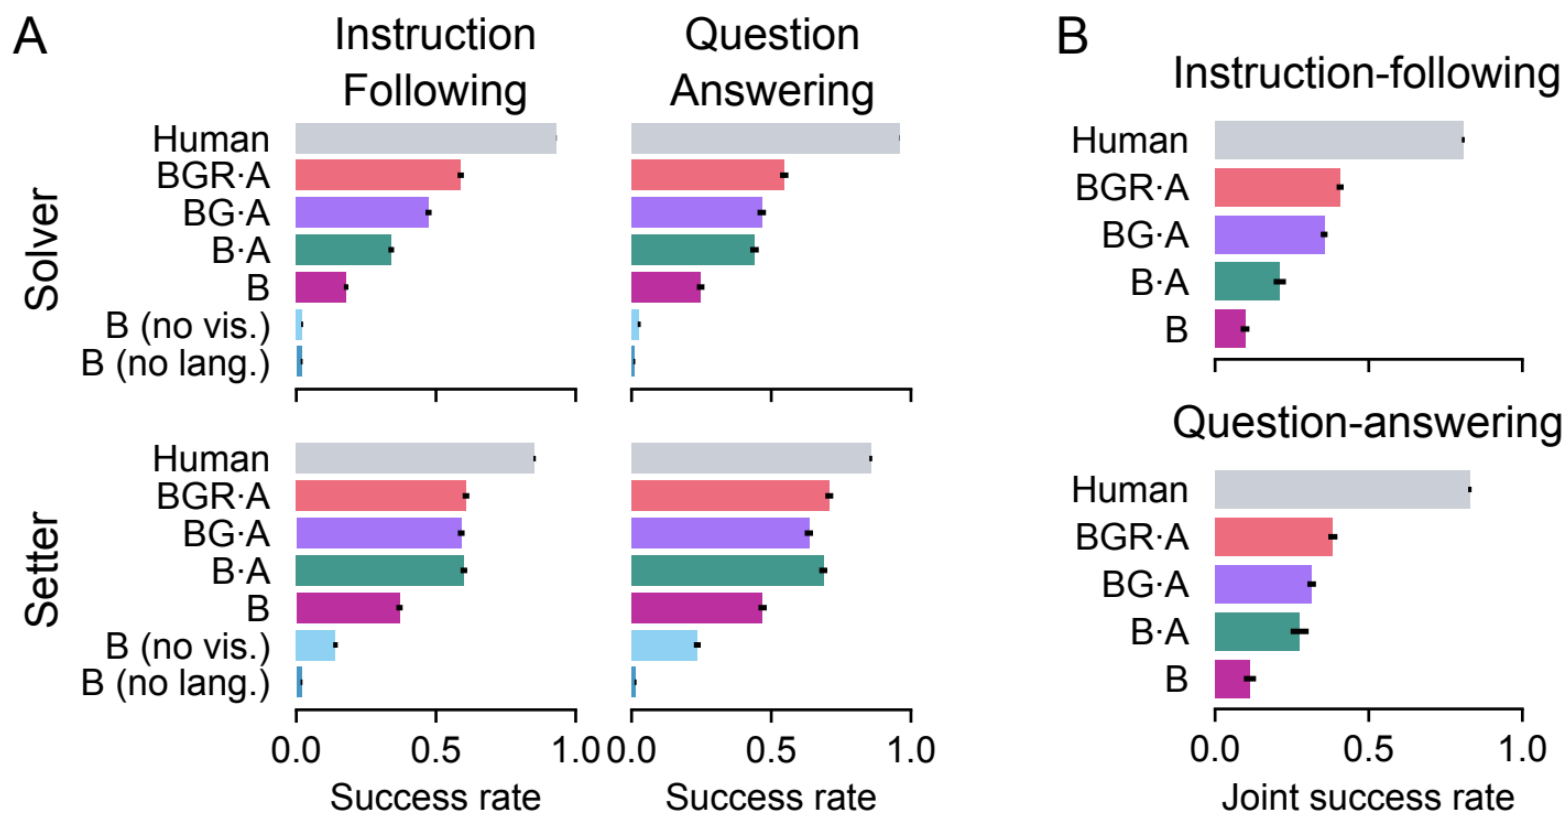 A
Instruction
Following
Question
Answering
Solver
Human
BGR·A
BG·A
B·A
B
B (no vis.)
B (no lang.)
Setter
Human
BGR·A
BG·A
B·A
B
B (no vis.)
B (no lang.)
0.0 0.5 1.0
Success rate
0.0 0.5 1.0
Success rate
B
Instruction-following
Human
BGR·A
BG·A
B·A
B
Question-answering
Human
BGR·A
BG·A
B·A
B
0.0 0.5 1.0
Joint success rate